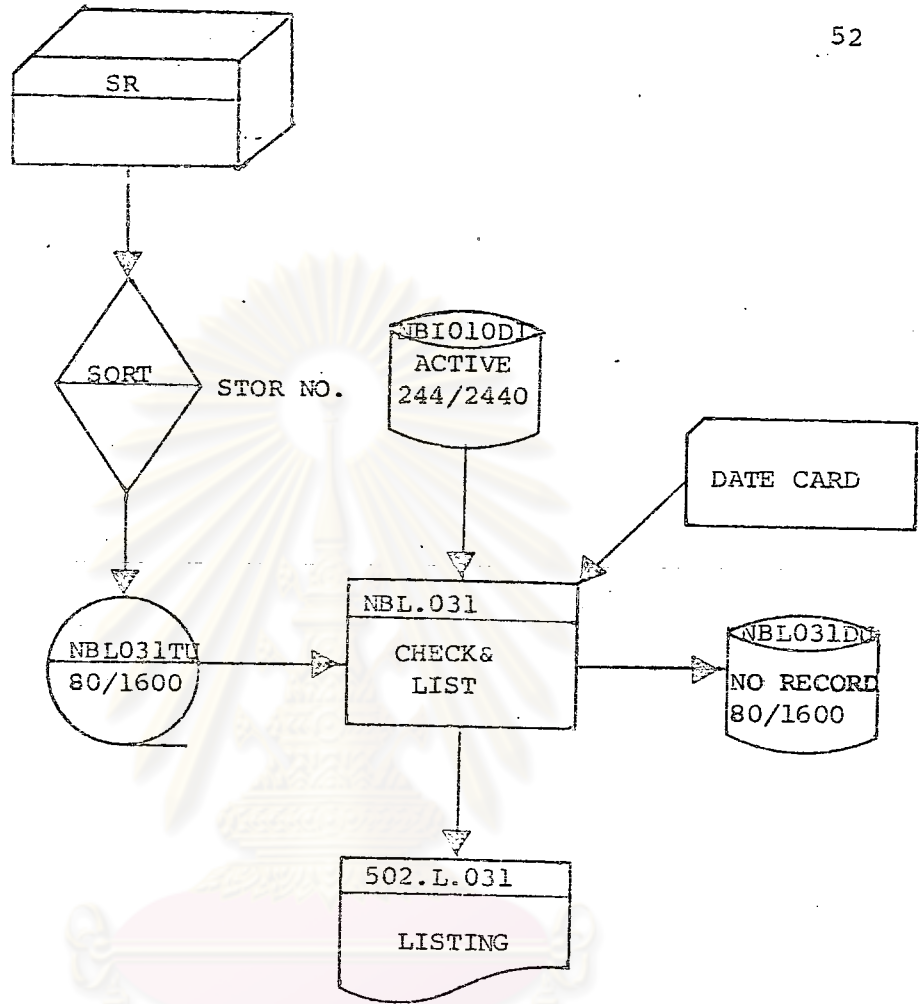 52
SR
SORT
STOR NO.
NBI010DI
ACTIVE
244/2440
DATE CARD
NBL031TU
80/1600
NBL.031
CHECK&
LIST
NO RECORD
80/1600
502.L.031
LISTING